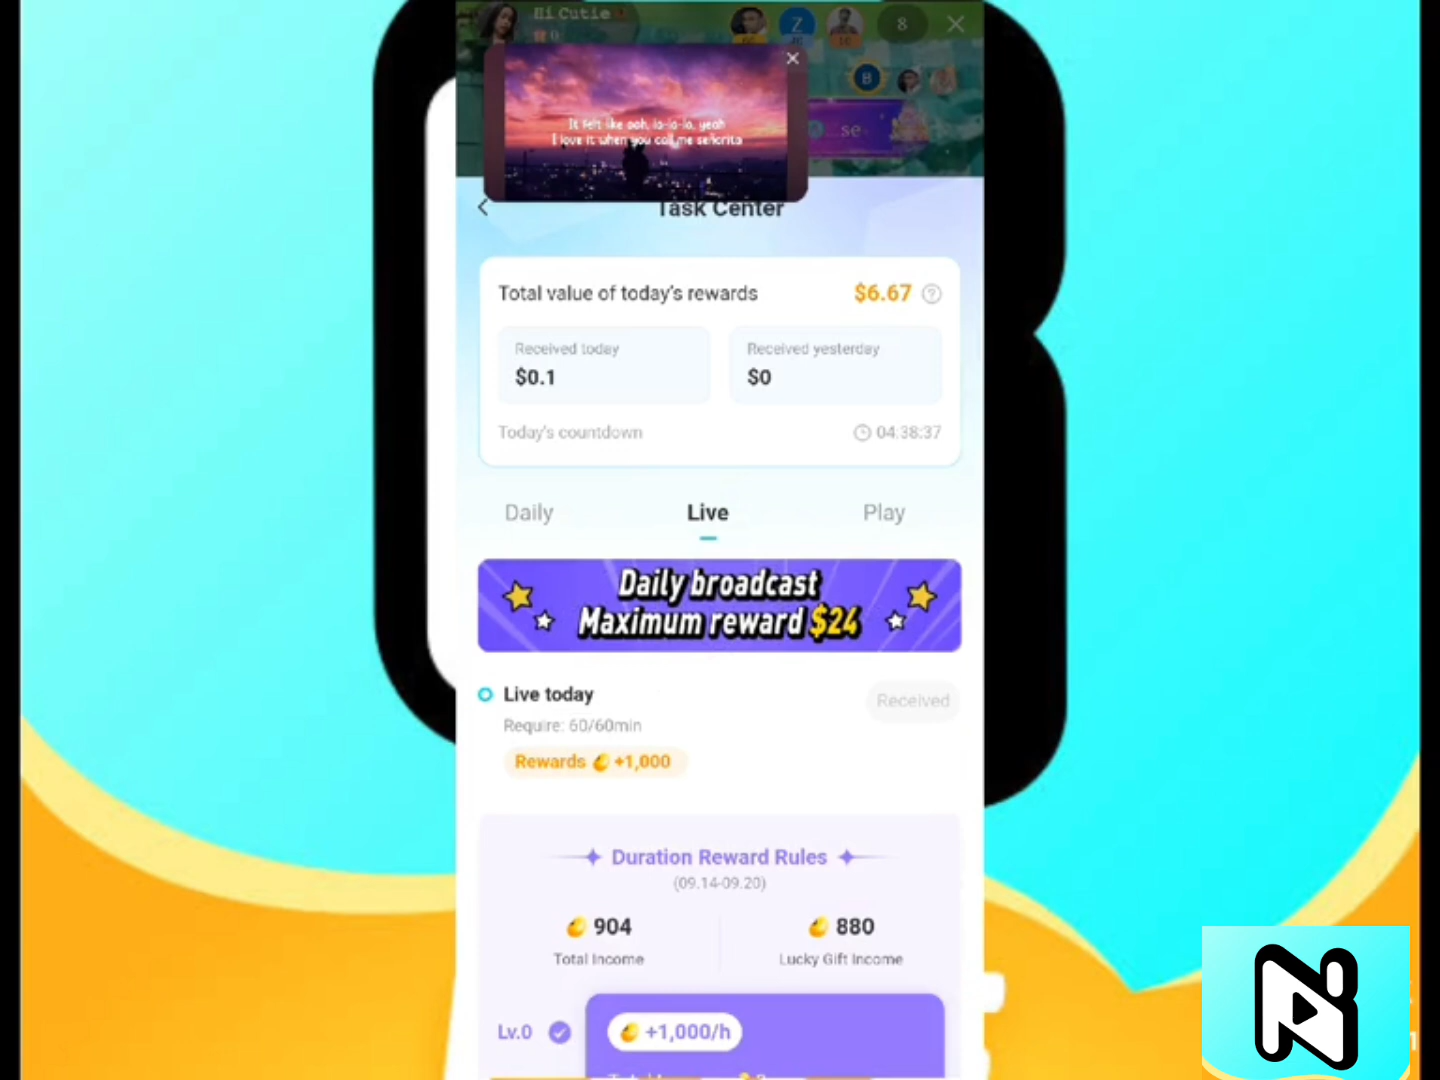 Hi Cutie
0
Z
8
B
It felt like ooh, la-la-la, yeah
I love it when you call me señorita
se
Task Center
Total value of today's rewards
$6.67
Received today
Received yesterday
$0.1
$0
Today's countdown
04:38:37
Daily
Live
Play
Daily broadcast
Maximum reward $24
Live today
Received
Require: 60/60min
Rewards +1,000
Duration Reward Rules
(09.14-09.20)
904
880
Total Income
Lucky Gift Income
Lv.0
+1,000/h